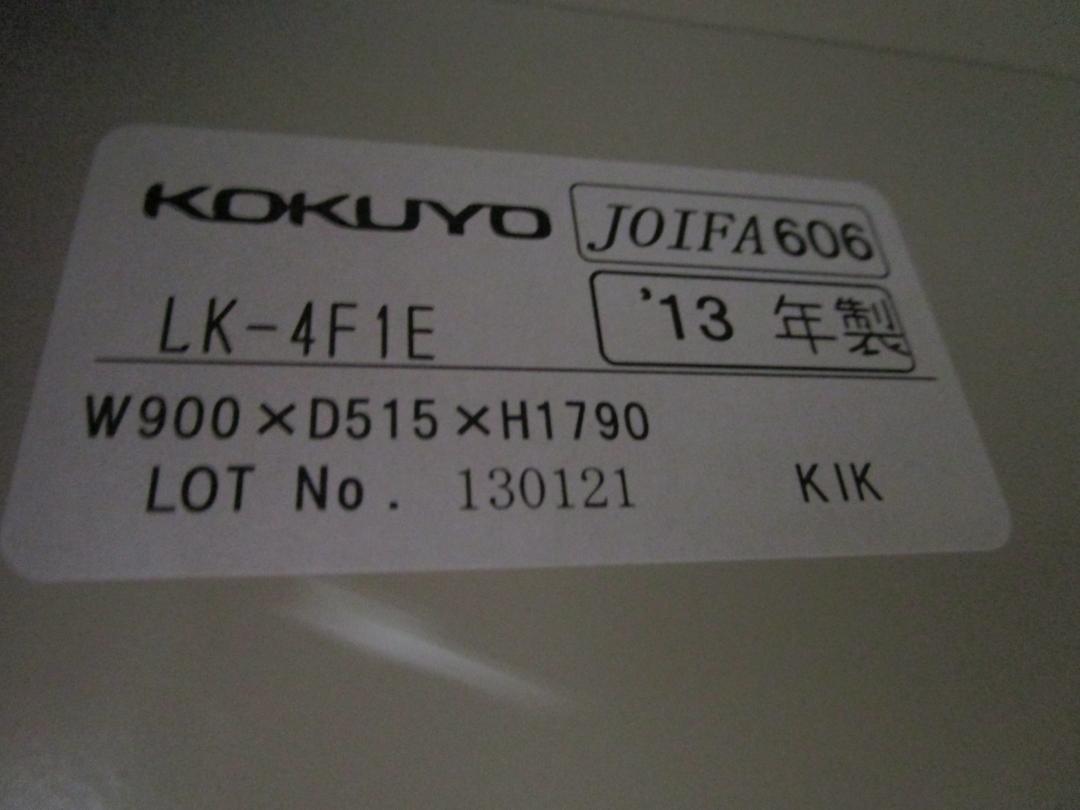 KOKUYO JOIFA606
LK-4F1E '13 年製
W900×D515×H1790
LOT No. 130121 KIK